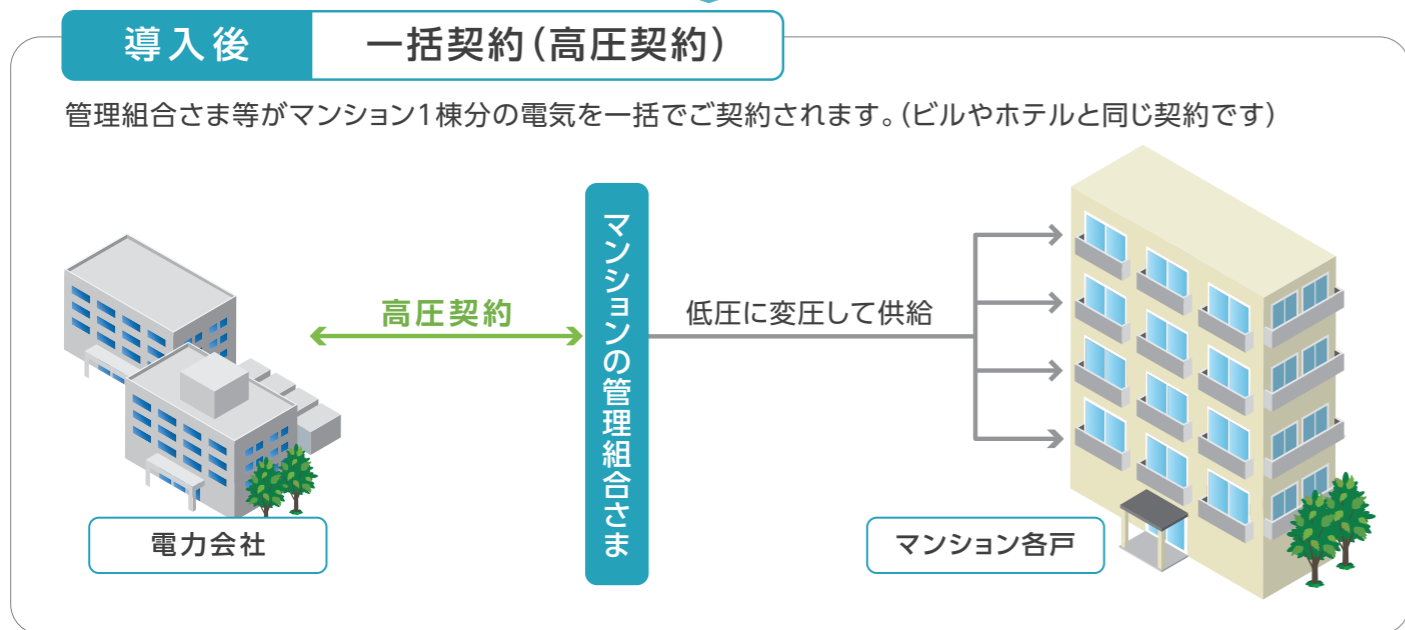 導入後
一括契約(高圧契約)
管理組合さま等がマンション1棟分の電気を一括でご契約されます。(ビルやホテルと同じ契約です)
高圧契約
マンションの管理組合さま
低圧に変圧して供給
電力会社
マンション各戸